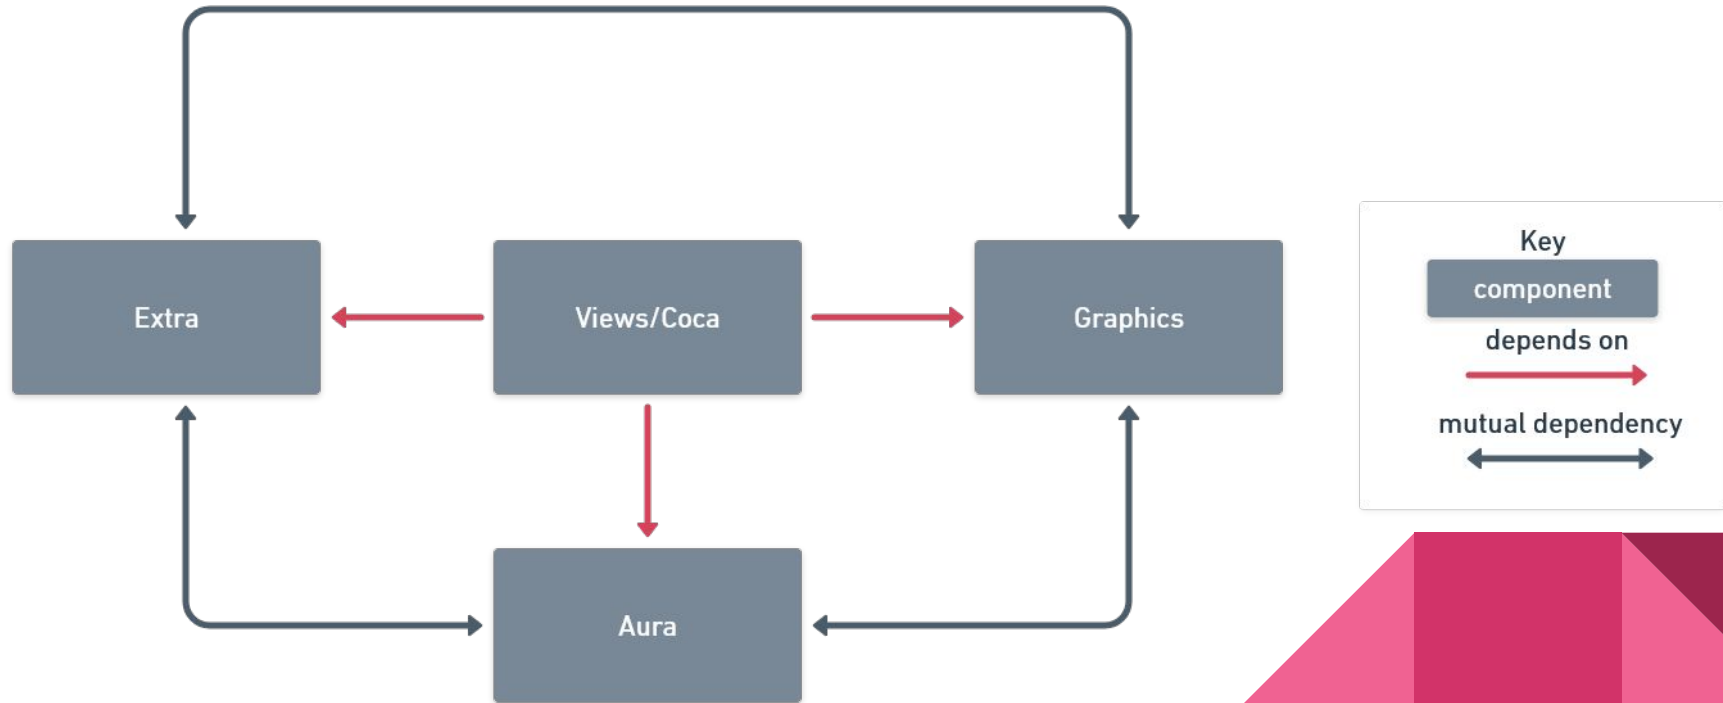 Extra
Views/Coca
Graphics
Aura
Key
component
depends on
mutual dependency